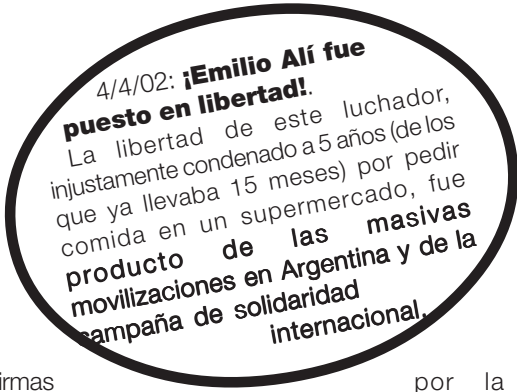 4/4/02: ¡Emilio Alí fue
puesto en libertad!.
La libertad de este luchador,
injustamente condenado a 5 años (de los
que ya llevaba 15 meses) por pedir
comida en un supermercado, fue
producto de las masivas
movilizaciones en Argentina y de la
campaña de solidaridad
internacional.
irmas por la